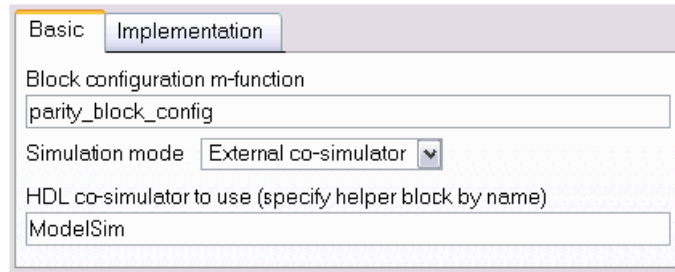 Basic Implementation
Block configuration m-function
parity_block_config
Simulation mode External co-simulator
HDL co-simulator to use (specify helper block by name)
ModelSim